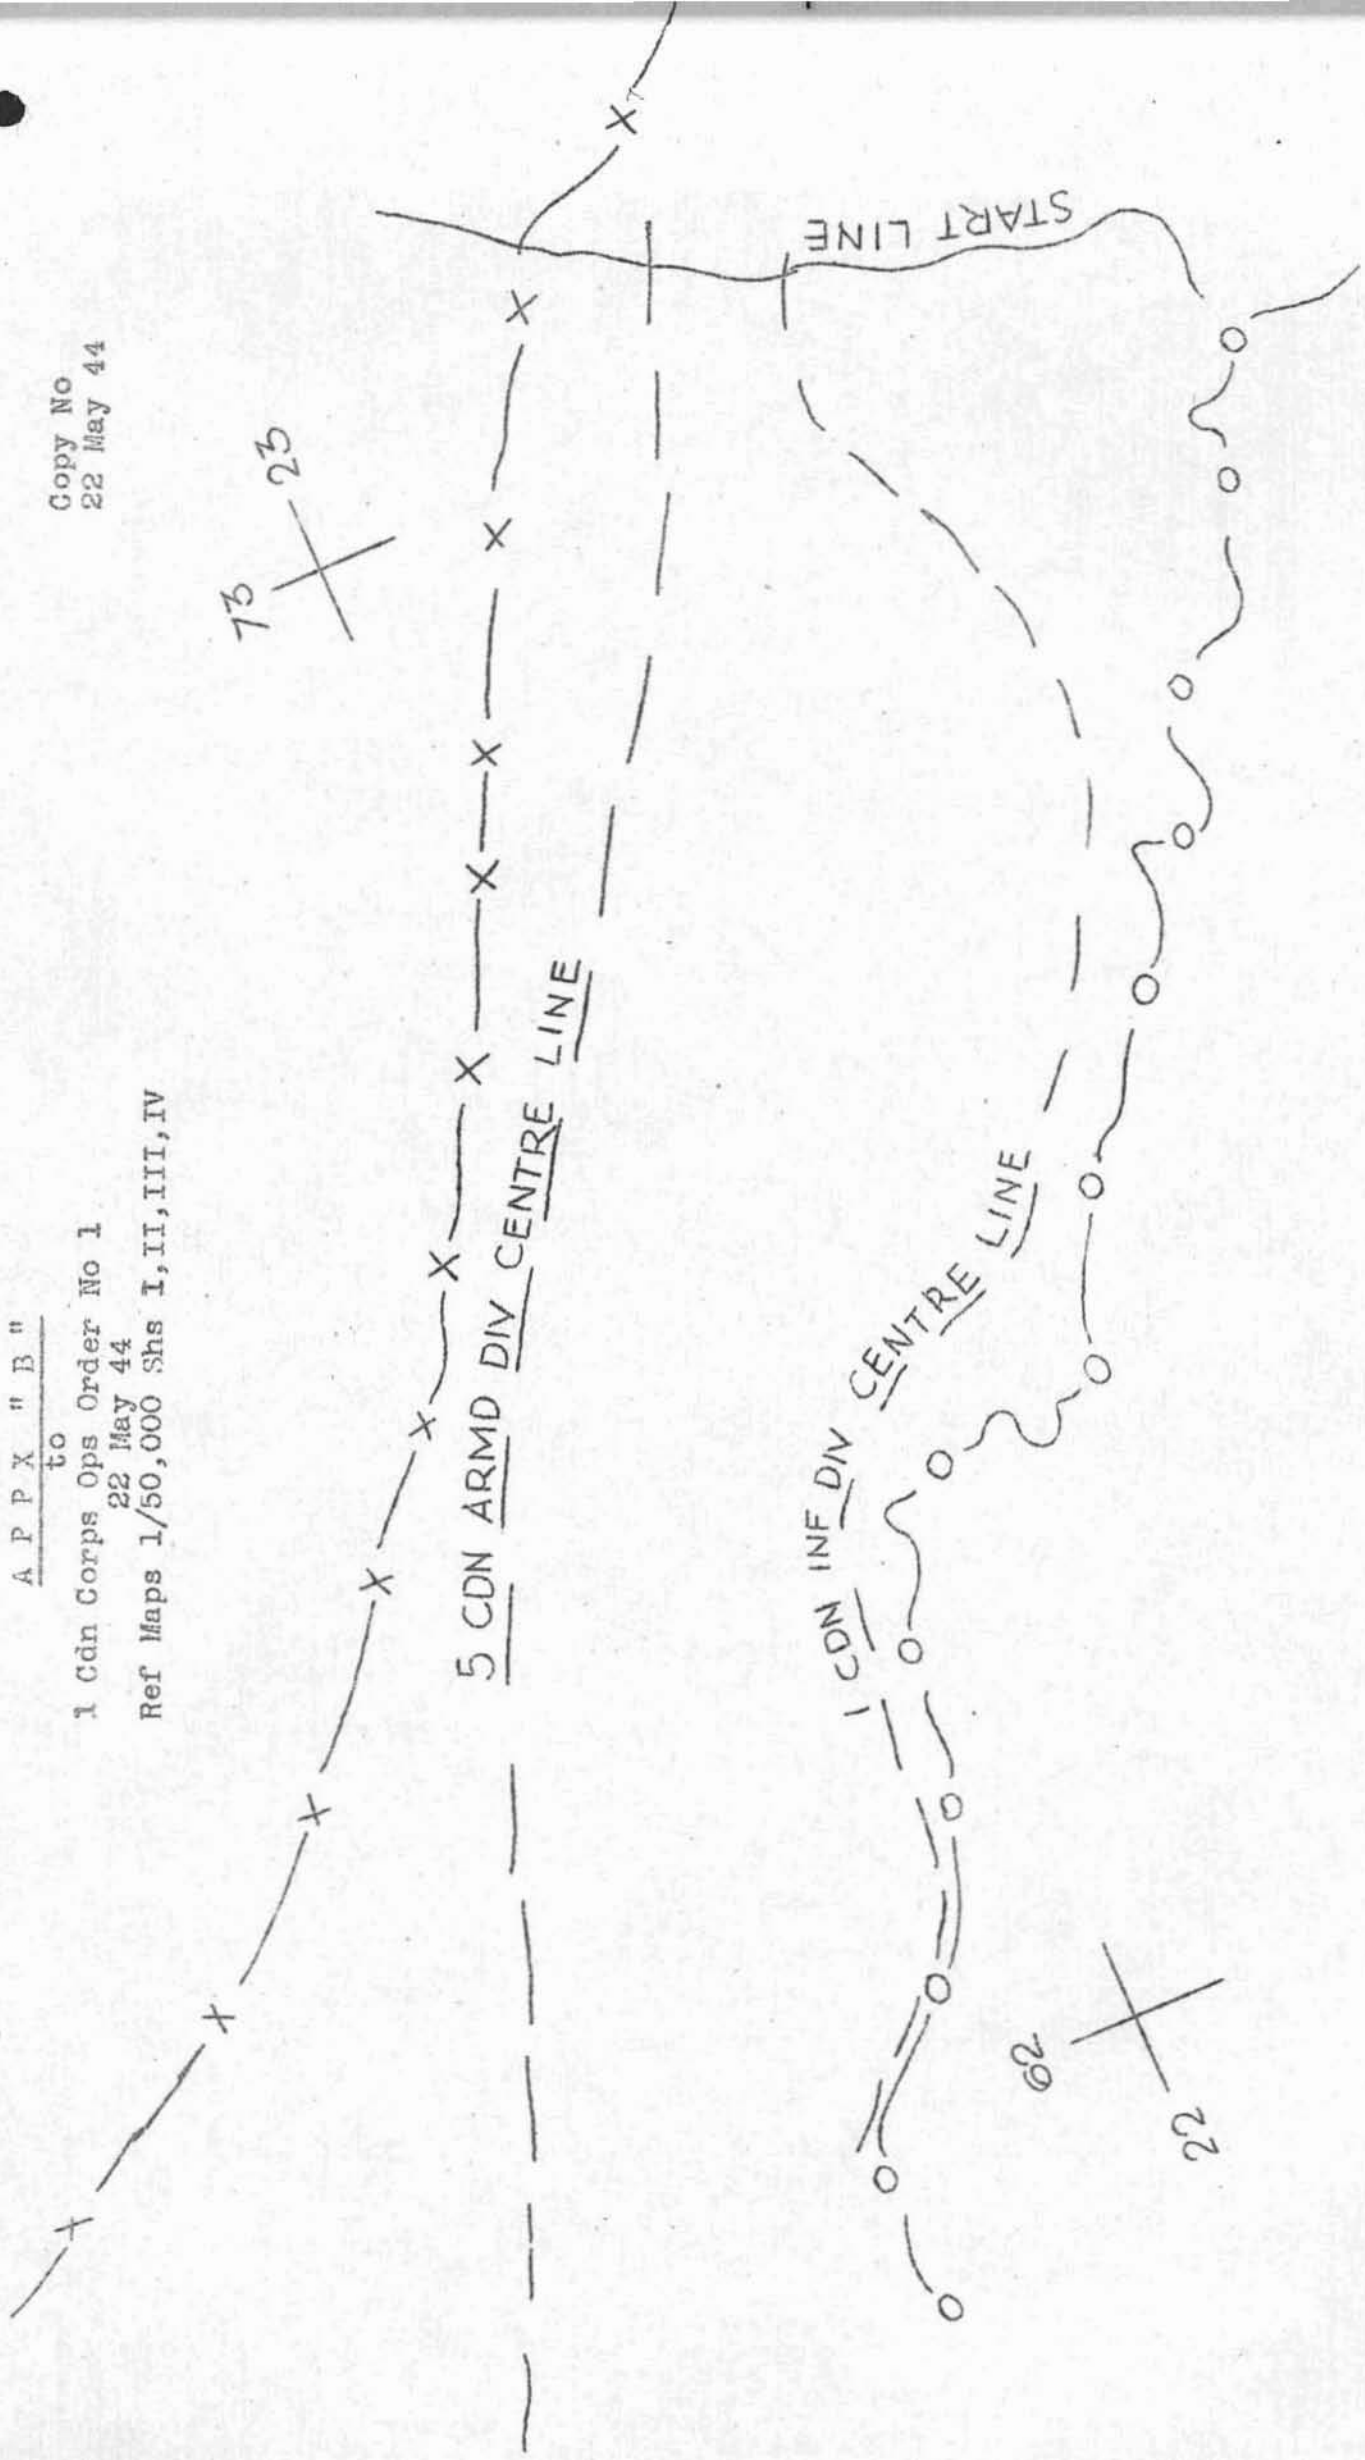 A P P X " B "
to
1 Cdn Corps Ops Order No 1
22 May 44
Ref Maps 1/50,000 Shs I,II,III,IV
Copy No
22 May 44
73
23
START LINE
5 CDN ARMD DIV CENTRE LINE
1 CDN INF DIV CENTRE LINE
62
22